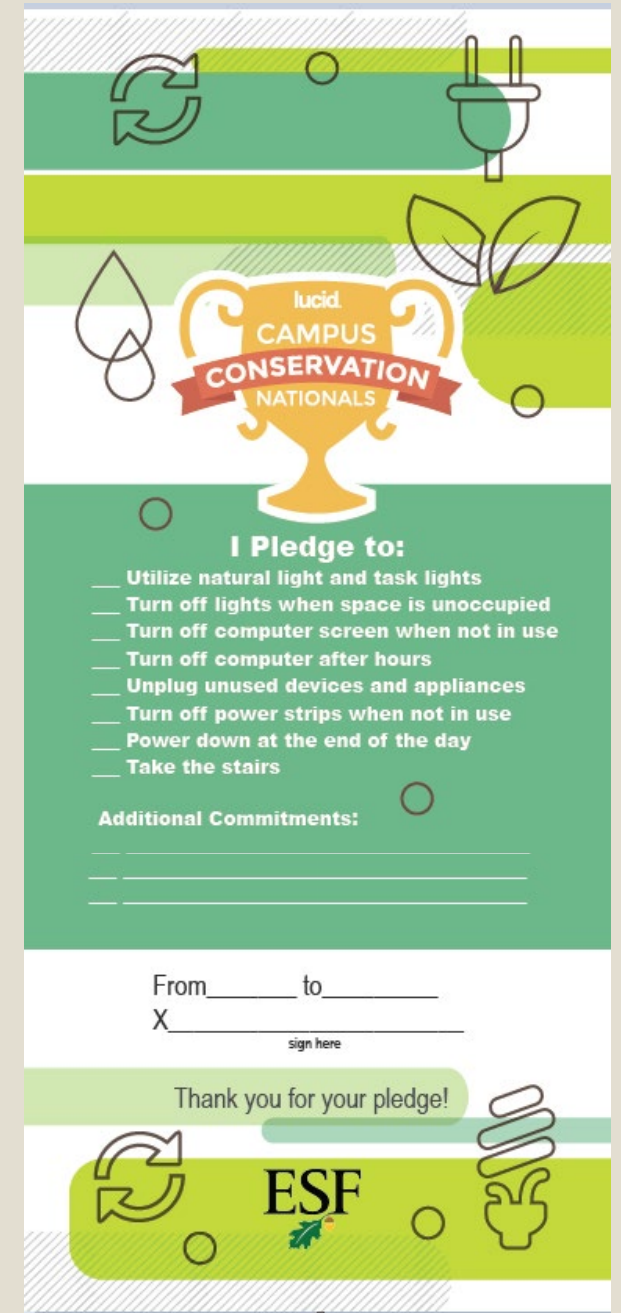 lucid.
CAMPUS
CONSERVATION
NATIONALS
I Pledge to:
___ Utilize natural light and task lights
___ Turn off lights when space is unoccupied
___ Turn off computer screen when not in use
___ Turn off computer after hours
___ Unplug unused devices and appliances
___ Turn off power strips when not in use
___ Power down at the end of the day
___ Take the stairs
Additional Commitments:
From_______ to_________
X_______________________
sign here
Thank you for your pledge!
ESF